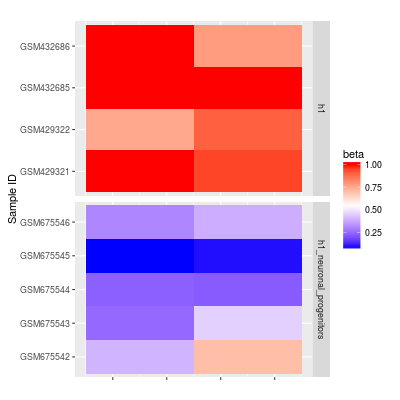 GSM432686
GSM432685
GSM429322
GSM429321
h1
GSM675546
GSM675545
GSM675544
GSM675543
GSM675542
h1_neuronal_progenitors
Sample ID
beta
1.00
0.75
0.50
0.25